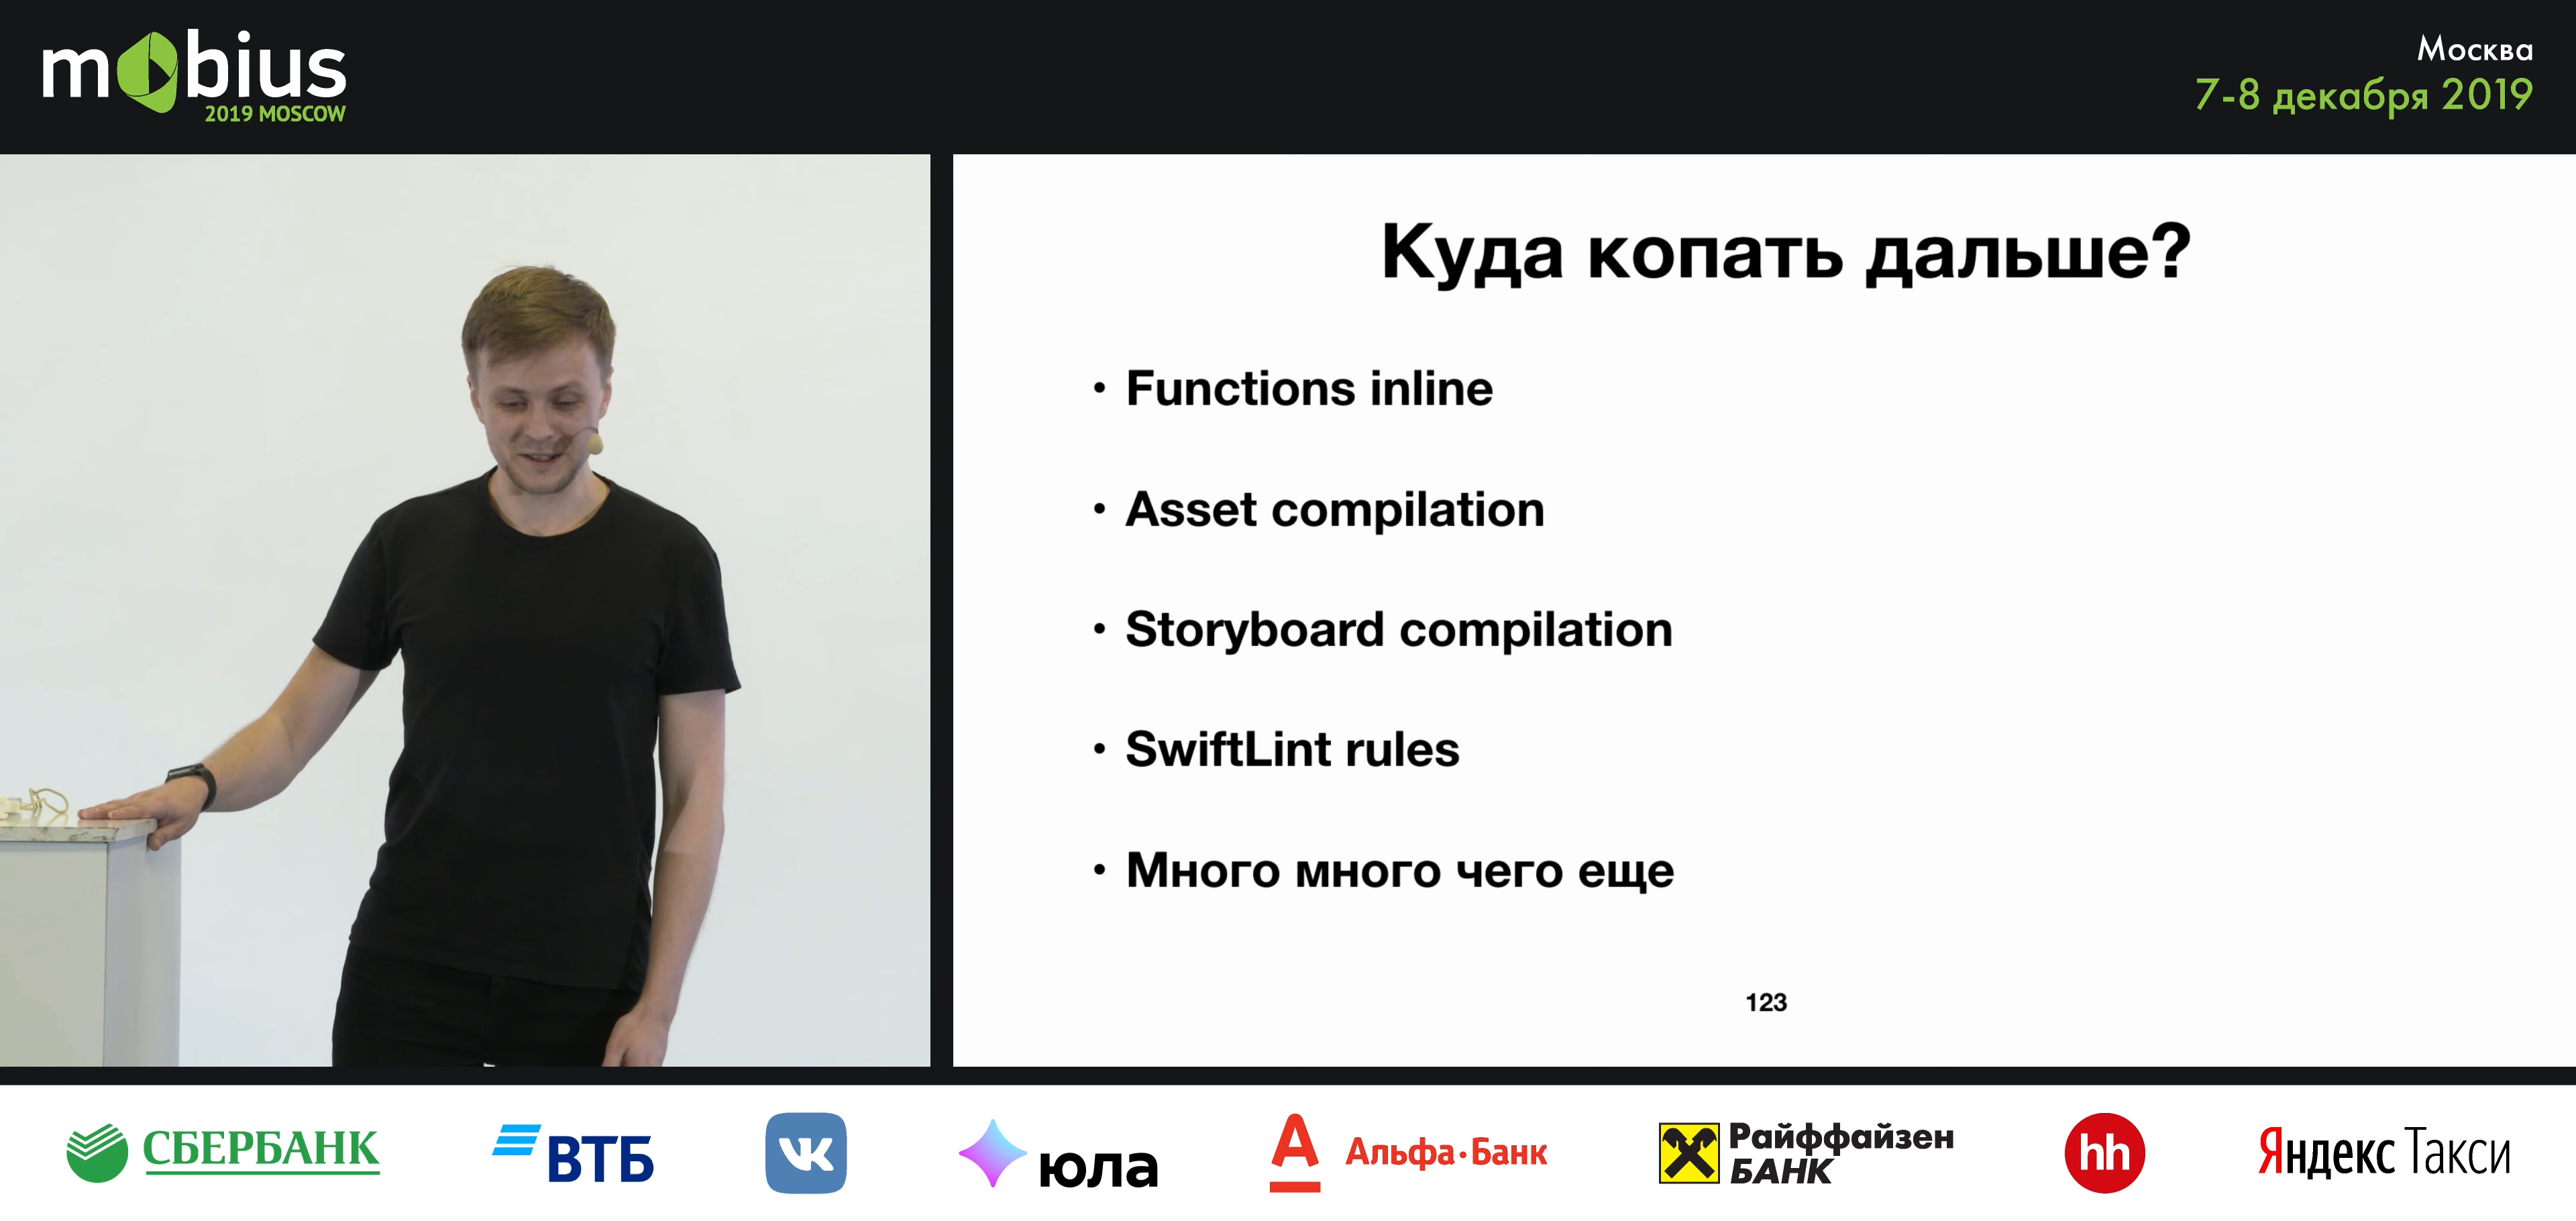 mobius
2019 MOSCOW
Москва
7-8 декабря 2019
Куда копать дальше?
• Functions inline
• Asset compilation
• Storyboard compilation
• SwiftLint rules
• Много много чего еще
123
СБЕРБАНК
ВТБ
VK
юла
А
Альфа·Банк
Райффайзен
БАНК
hh
Яндекс Такси